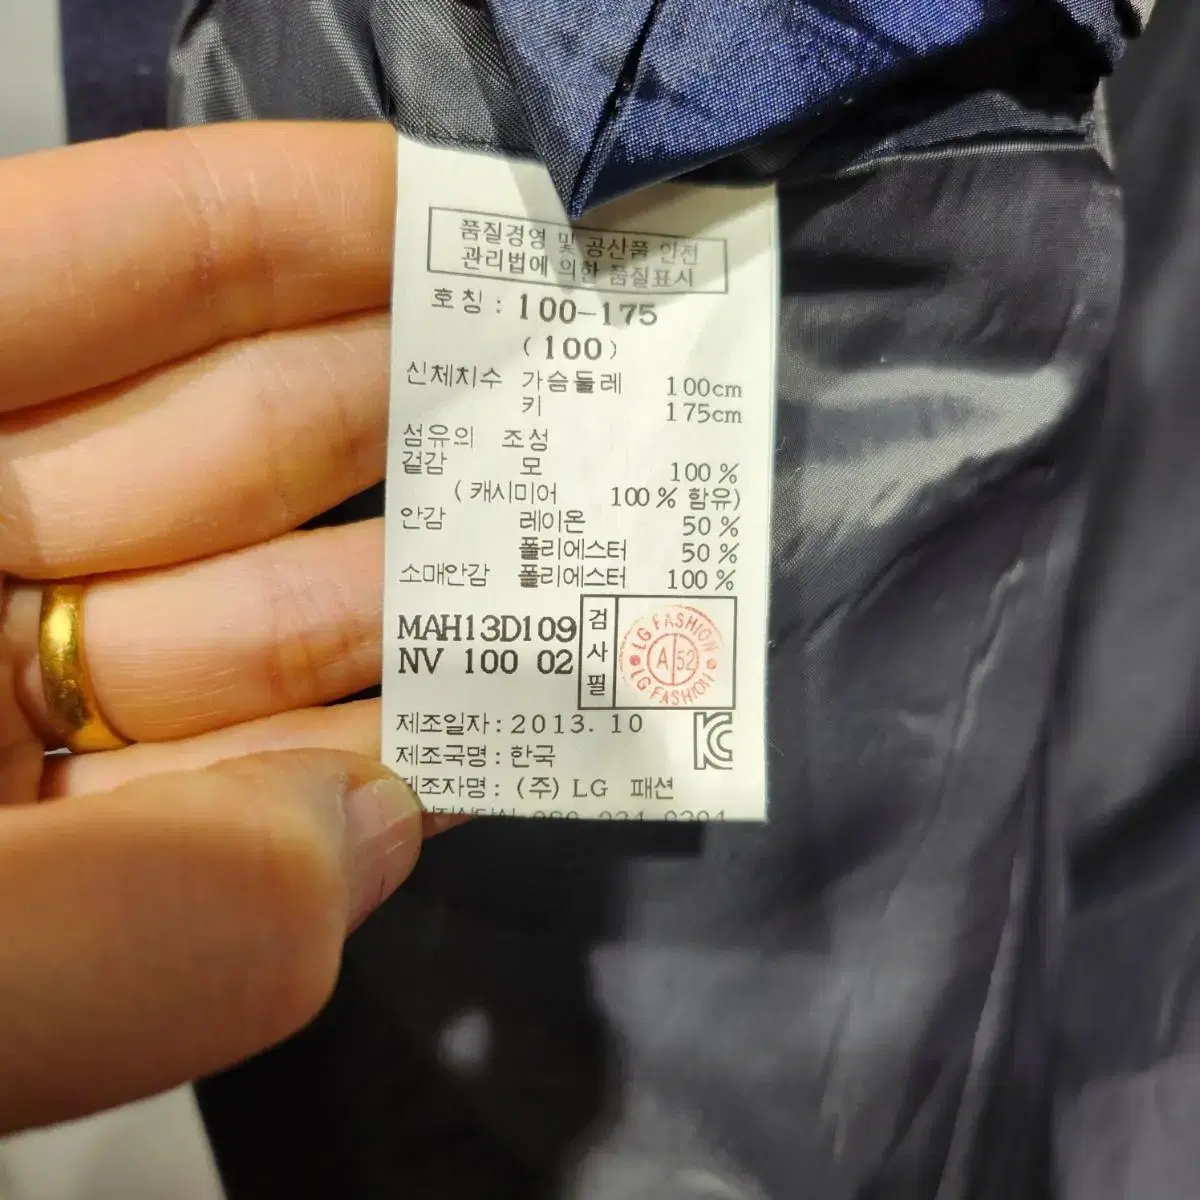 품질경영 및 공산품 안전
관리법에 의한 품질표시
호칭 : 100-175
(100)
신체치수 가슴둘레 100cm
키 175cm
섬유의 조성
겉감 모 100 %
( 캐시미어 100 % 함유)
안감 레이온 50 %
폴리에스터 50 %
소매안감 폴리에스터 100 %
MAH13D109
NV 100 02
검사필
LG FASHION
A 52
LG FASHION
제조일자 : 2013. 10
제조국명 : 한국
제조자명 : (주) LG 패션